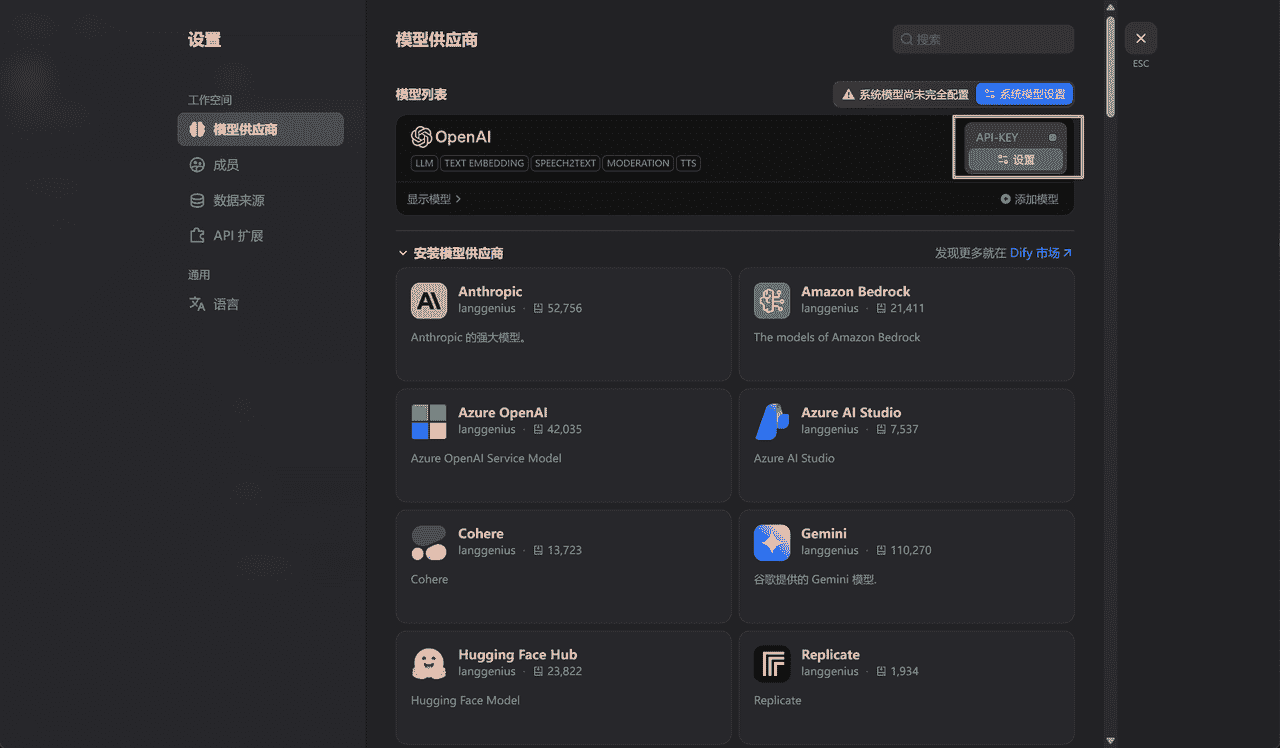 设置
工作空间
模型供应商
成员
数据来源
API 扩展
通用
语言
模型供应商
搜索
ESC
模型列表
系统模型尚未完全配置
系统模型设置
OpenAI
LLM TEXT EMBEDDING SPEECH2TEXT MODERATION TTS
API-KEY
设置
显示模型
添加模型
安装模型供应商
发现更多就在 Dify 市场
Anthropic
langgenius · 52,756
Anthropic 的强大模型。
Amazon Bedrock
langgenius · 21,411
The models of Amazon Bedrock
Azure OpenAI
langgenius · 42,035
Azure OpenAI Service Model
Azure AI Studio
langgenius · 7,537
Azure AI Studio
Cohere
langgenius · 13,723
Cohere
Gemini
langgenius · 110,270
谷歌提供的 Gemini 模型.
Hugging Face Hub
langgenius · 23,822
Hugging Face Model
Replicate
langgenius · 1,934
Replicate